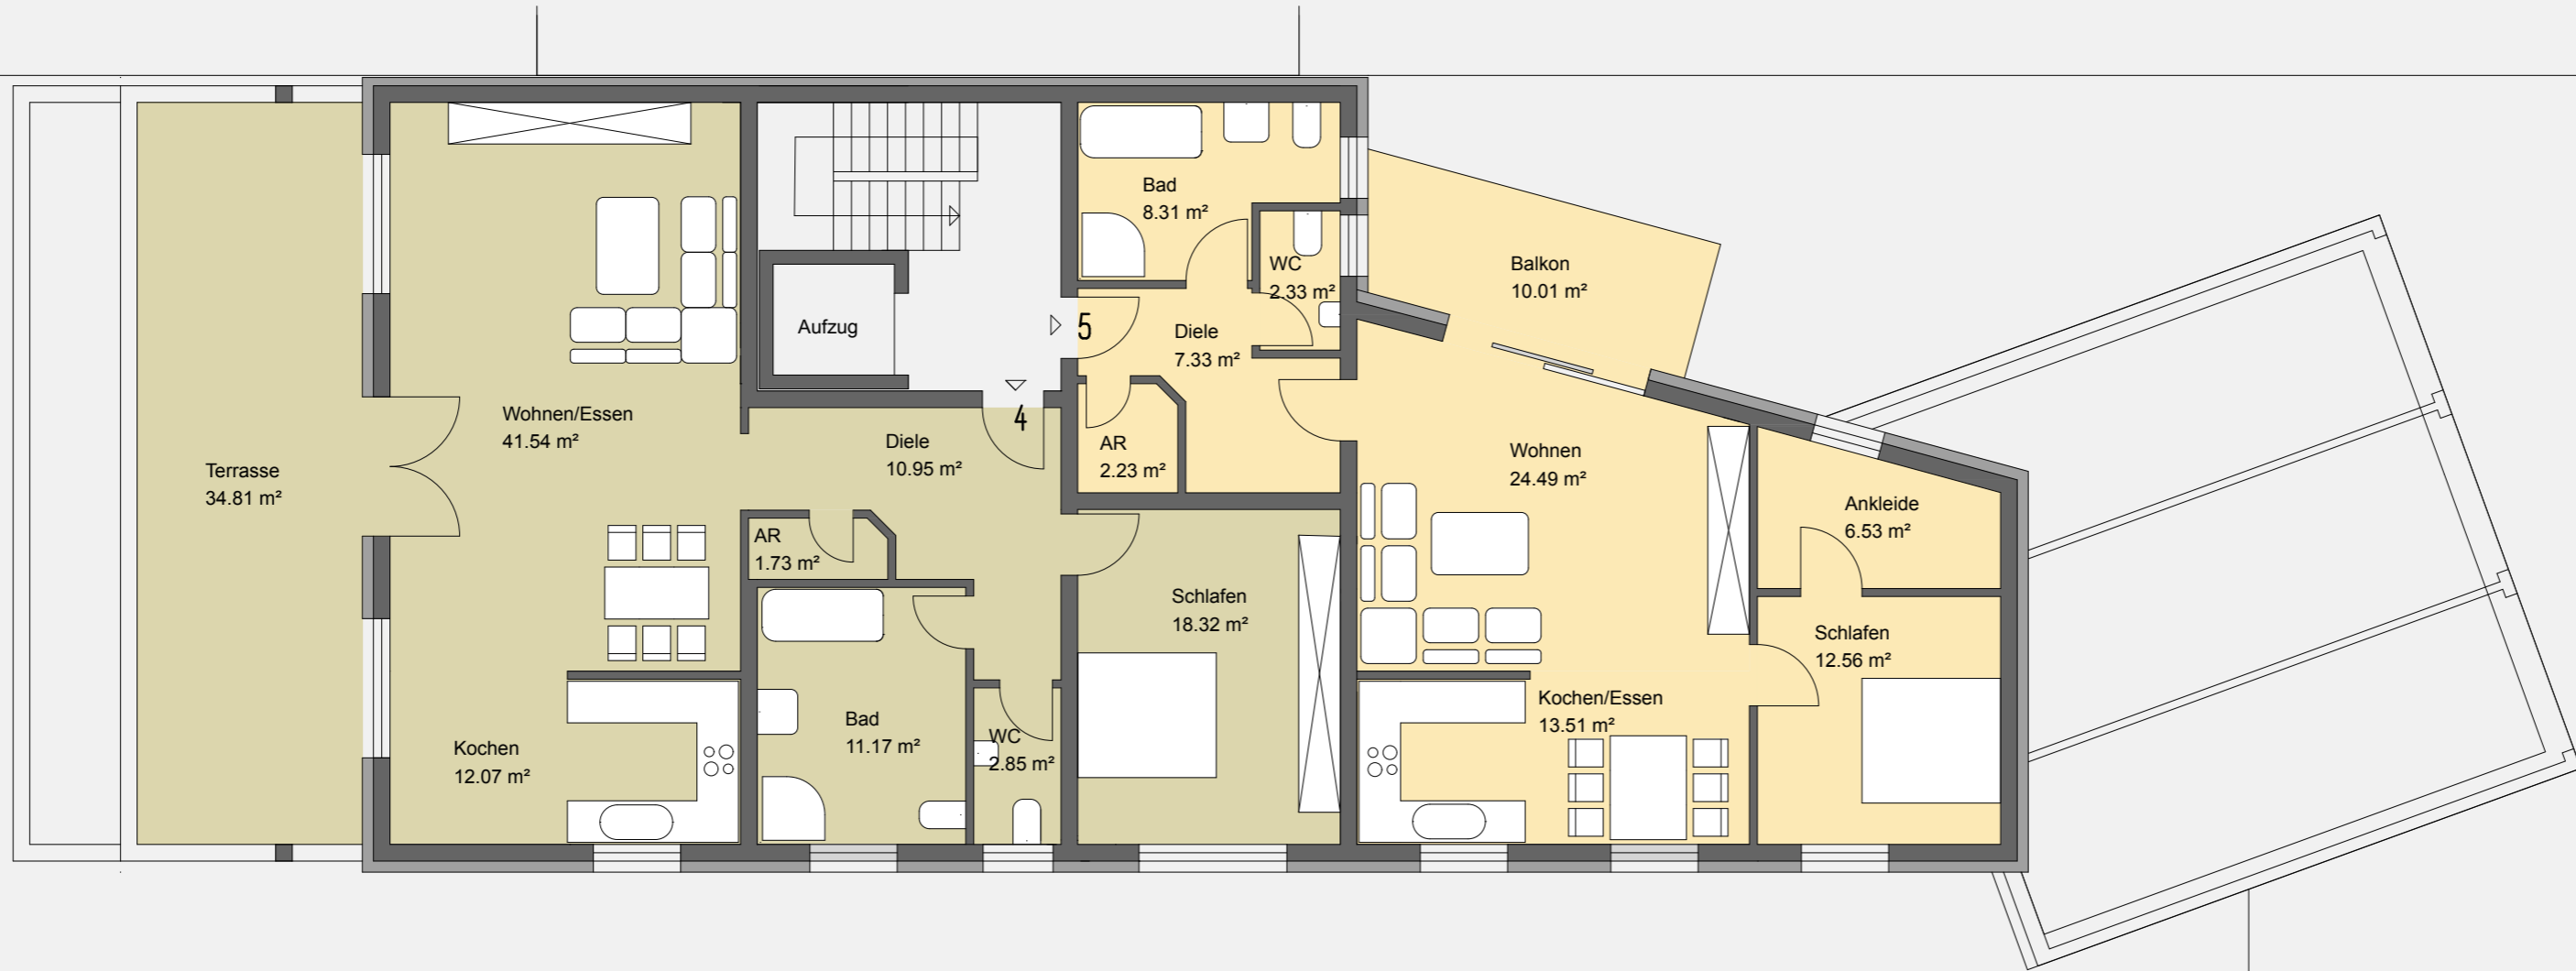 Terrasse
34.81 m²
Wohnen/Essen
41.54 m²
Kochen
12.07 m²
Aufzug
Diele
10.95 m²
4
AR
1.73 m²
Bad
11.17 m²
WC
2.85 m²
Schlafen
18.32 m²
5
Bad
8.31 m²
WC
2.33 m²
Diele
7.33 m²
AR
2.23 m²
Balkon
10.01 m²
Wohnen
24.49 m²
Kochen/Essen
13.51 m²
Ankleide
6.53 m²
Schlafen
12.56 m²